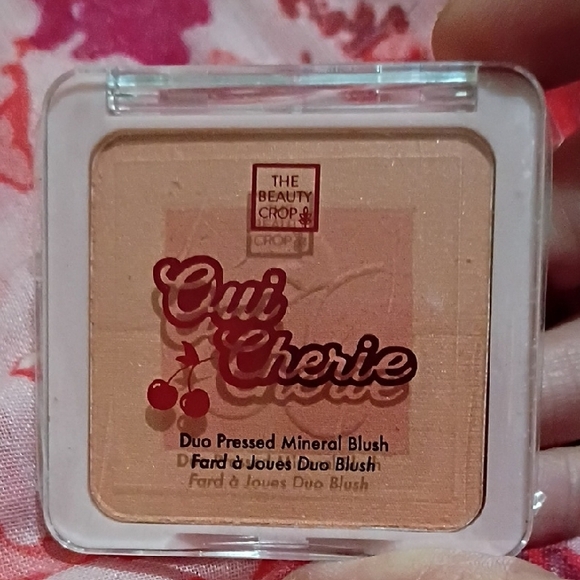 THE
BEAUTY
CROP
Oui
Cherie
Duo Pressed Mineral Blush
Fard à Joues Duo Blush